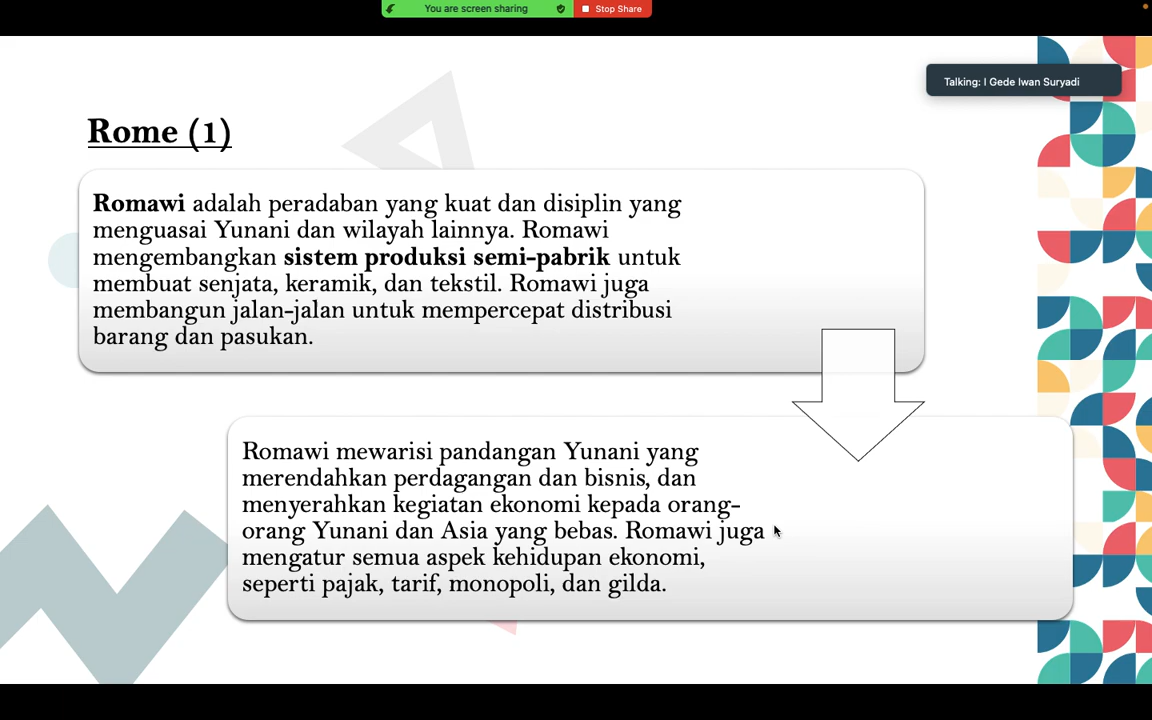 You are screen sharing
Stop Share
Talking: I Gede Iwan Suryadi
Rome (1)
Romawi adalah peradaban yang kuat dan disiplin yang
menguasai Yunani dan wilayah lainnya. Romawi
mengembangkan sistem produksi semi-pabrik untuk
membuat senjata, keramik, dan tekstil. Romawi juga
membangun jalan-jalan untuk mempercepat distribusi
barang dan pasukan.
Romawi mewarisi pandangan Yunani yang
merendahkan perdagangan dan bisnis, dan
menyerahkan kegiatan ekonomi kepada orang-
orang Yunani dan Asia yang bebas. Romawi juga
mengatur semua aspek kehidupan ekonomi,
seperti pajak, tarif, monopoli, dan gilda.